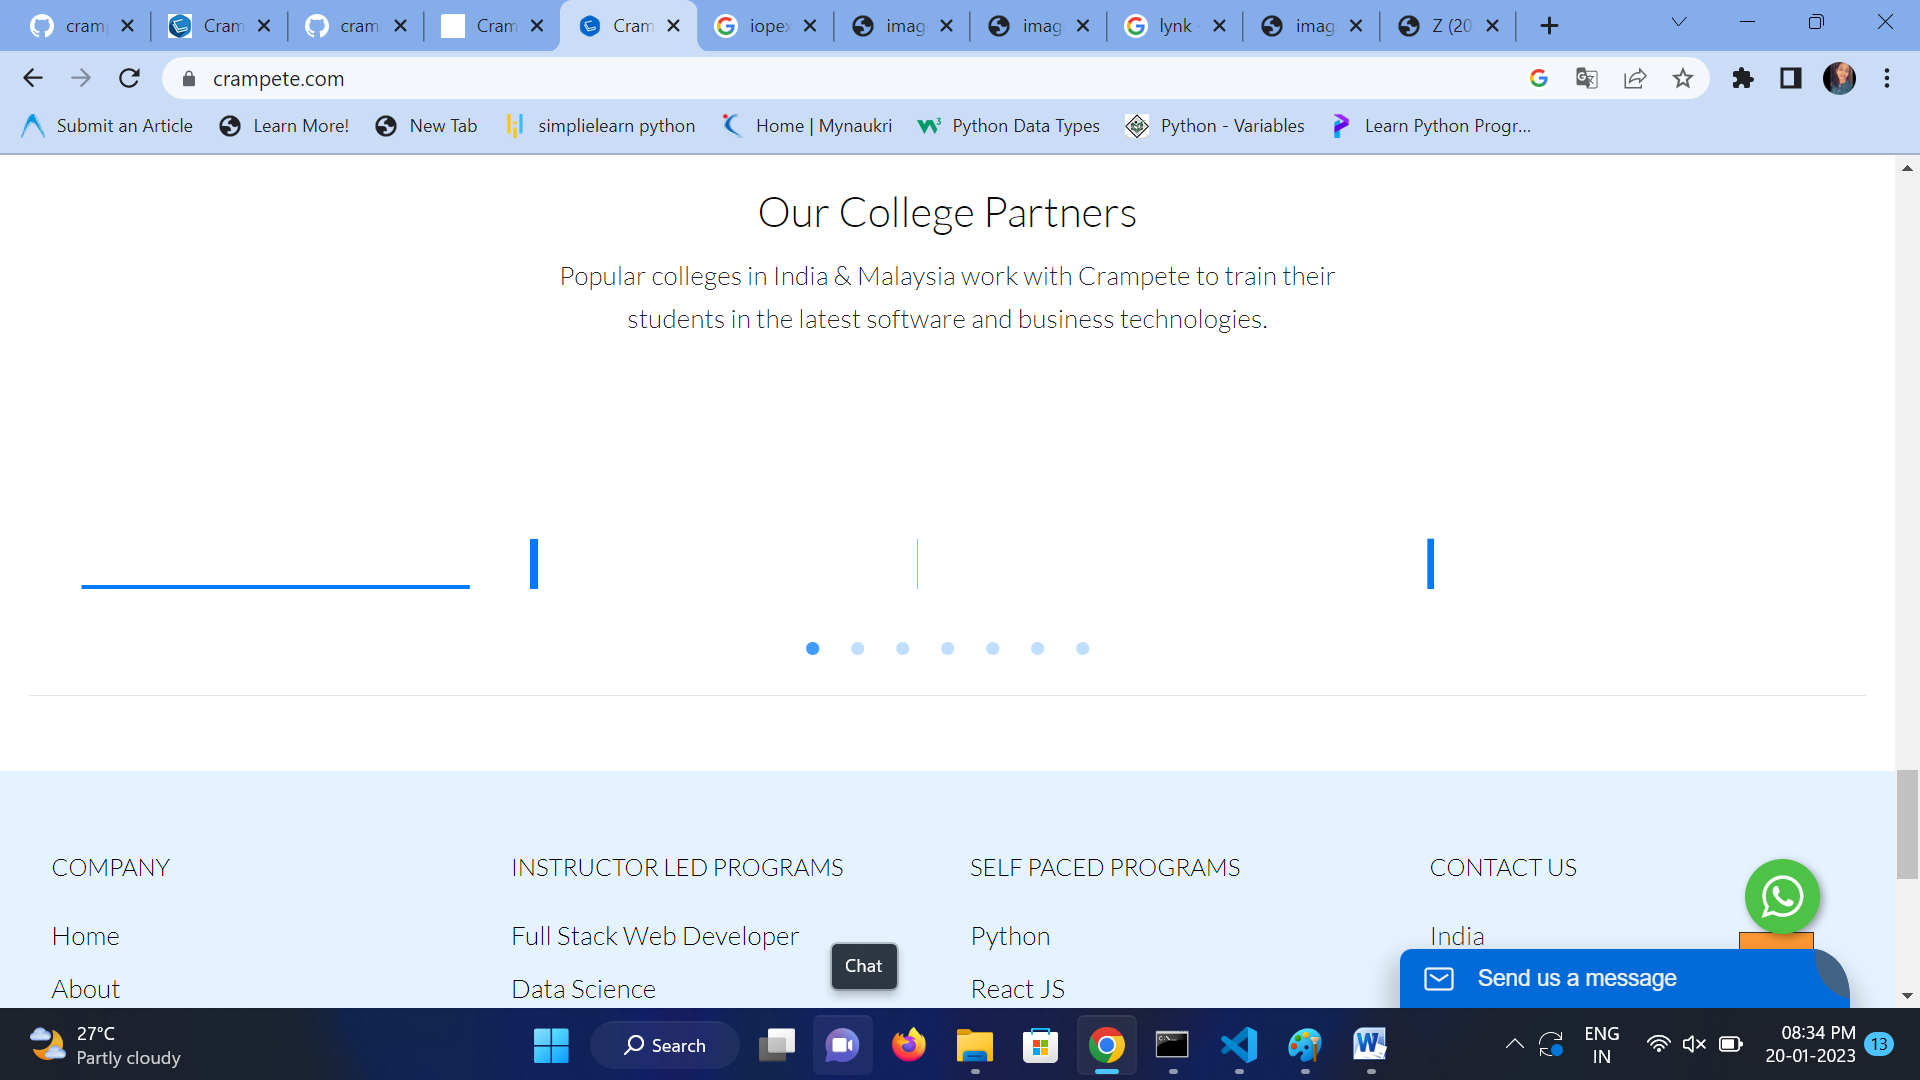 cram
Cram
cram
Cram
Cram
iopex
imag
imag
lynk
imag
Z (20
crampete.com
Submit an Article
Learn More!
New Tab
simplielearn python
Home | Mynaukri
Python Data Types
Python - Variables
Learn Python Progr...
Our College Partners
Popular colleges in India & Malaysia work with Crampete to train their
students in the latest software and business technologies.
COMPANY
INSTRUCTOR LED PROGRAMS
SELF PACED PROGRAMS
CONTACT US
Home
Full Stack Web Developer
Python
India
About
Data Science
React JS
Chat
Send us a message
27°C
Partly cloudy
Search
ENG
IN
08:34 PM
20-01-2023
13